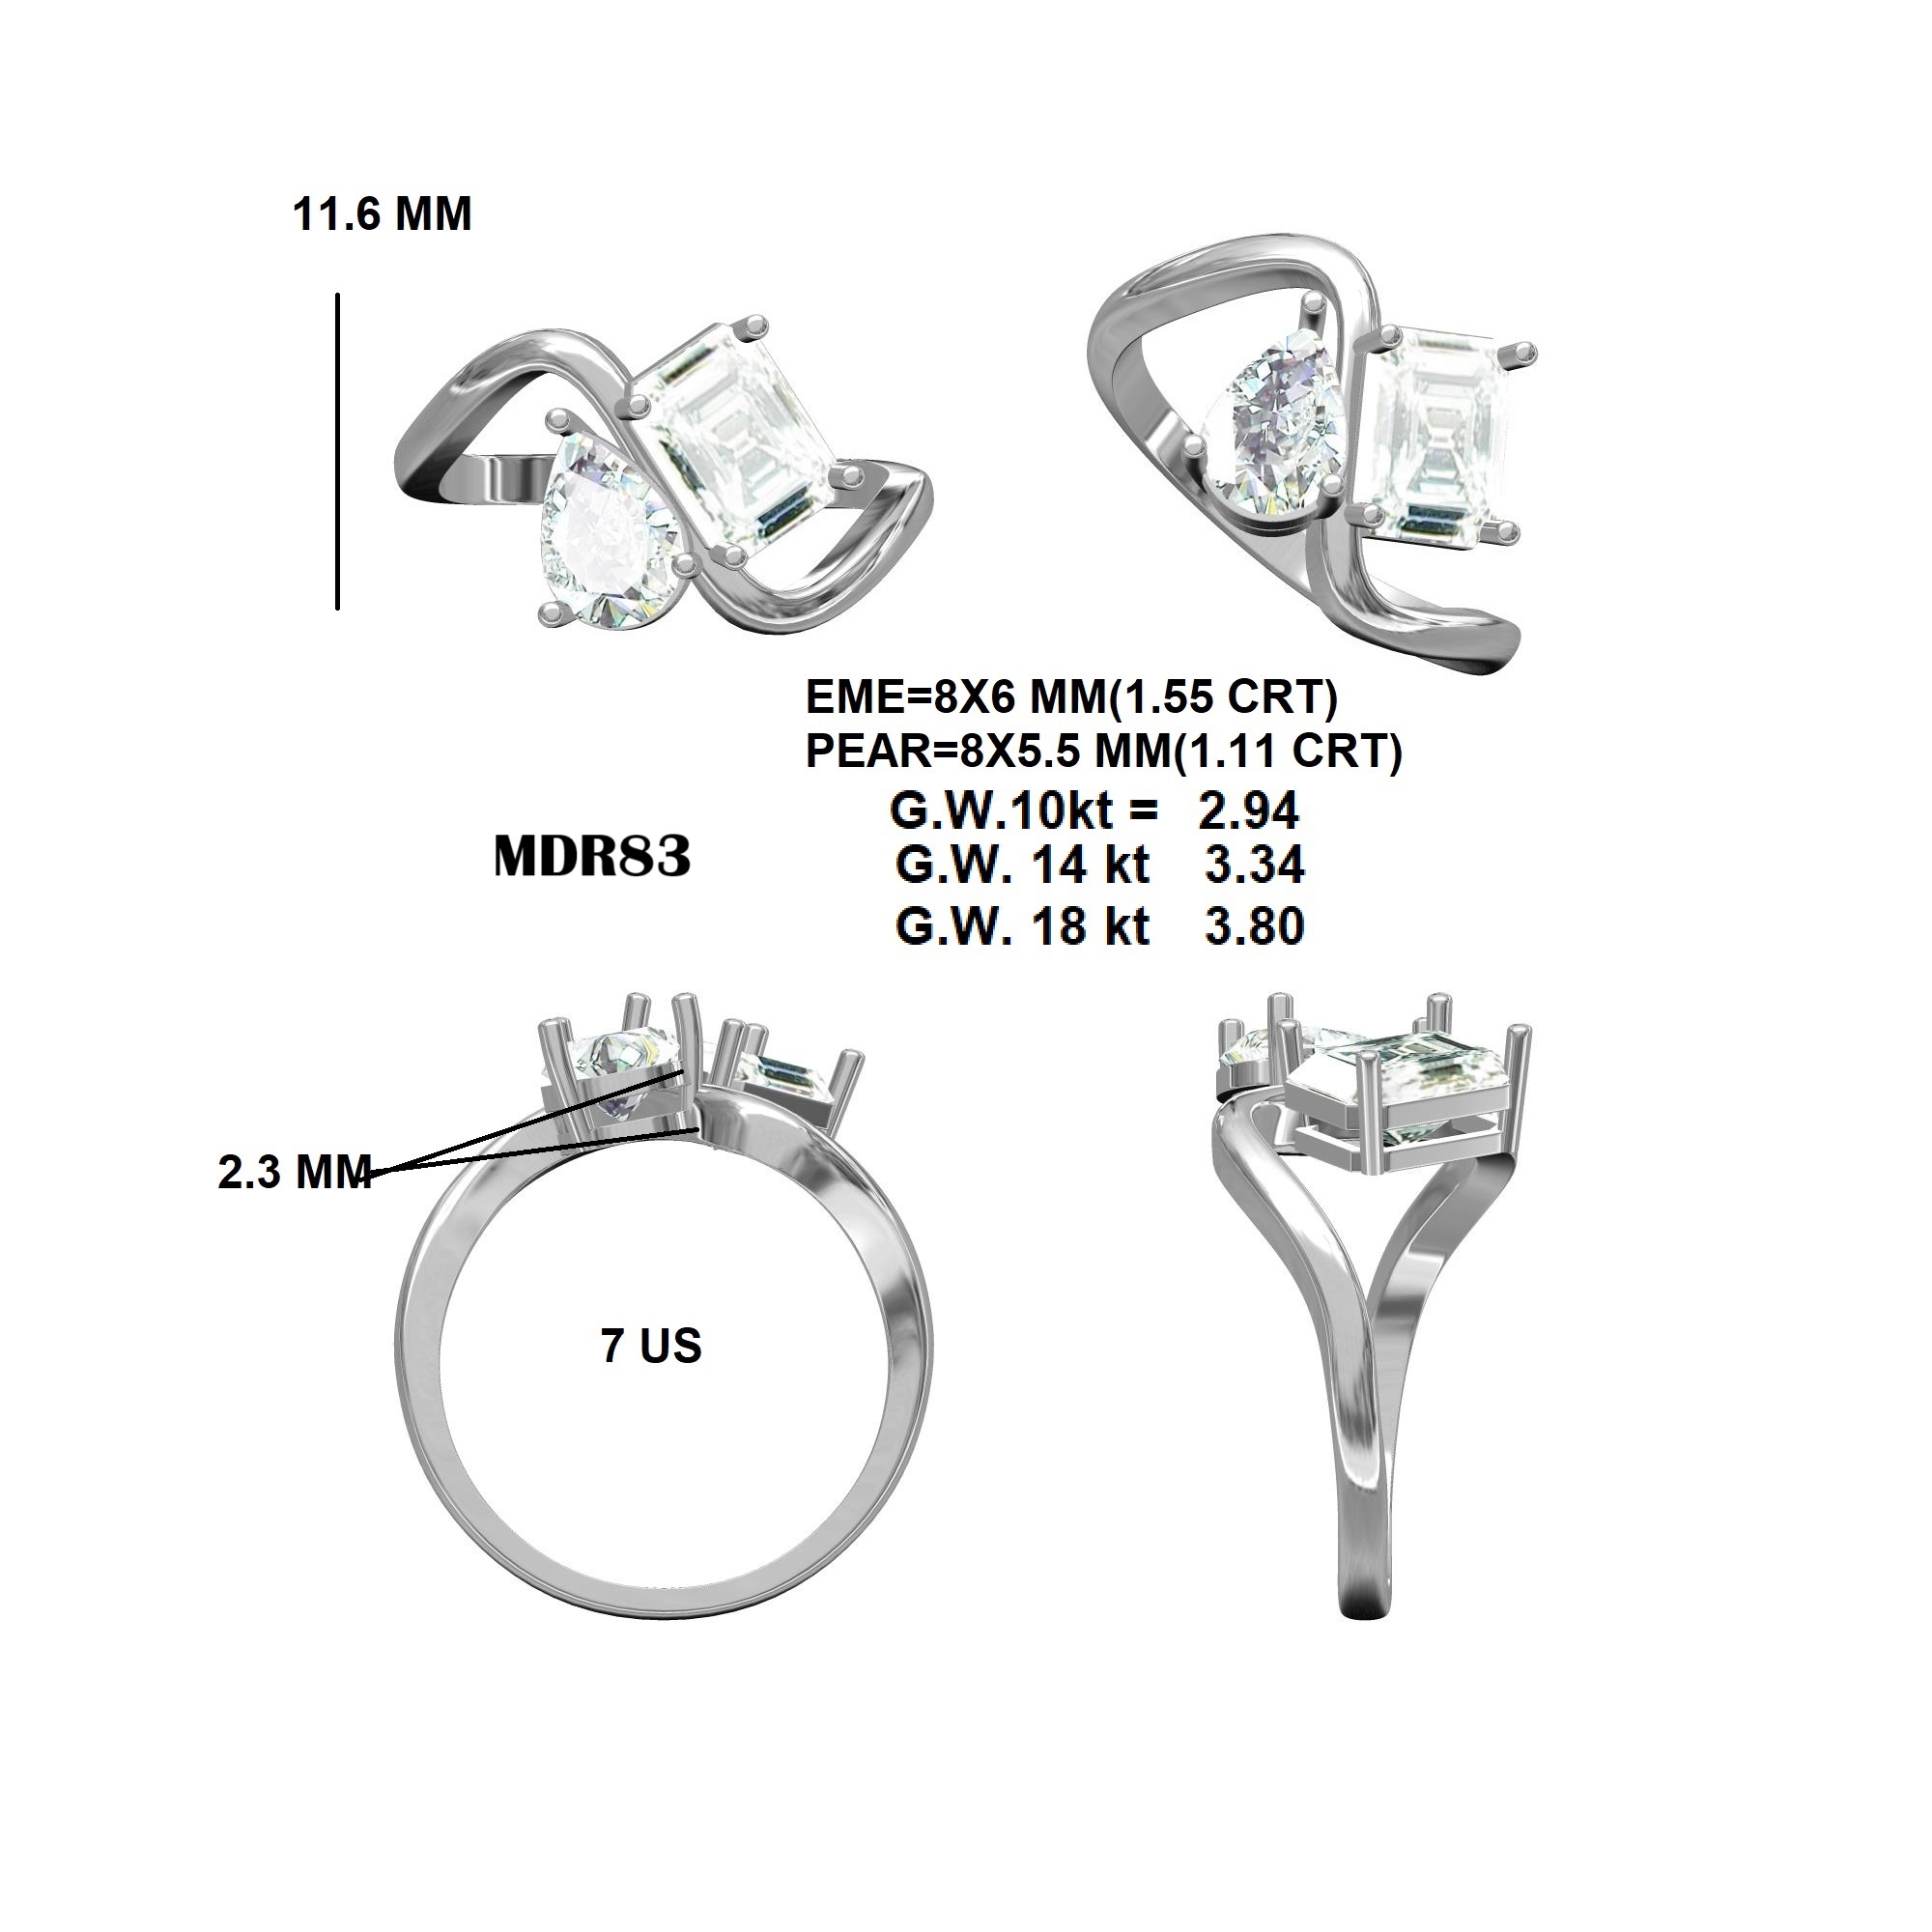 11.6 MM
EME=8X6 MM(1.55 CRT)
PEAR=8X5.5 MM(1.11 CRT)
G.W.10kt = 2.94
MDR83
G.W. 14 kt 3.34
G.W. 18 kt 3.80
2.3 MM
7 US